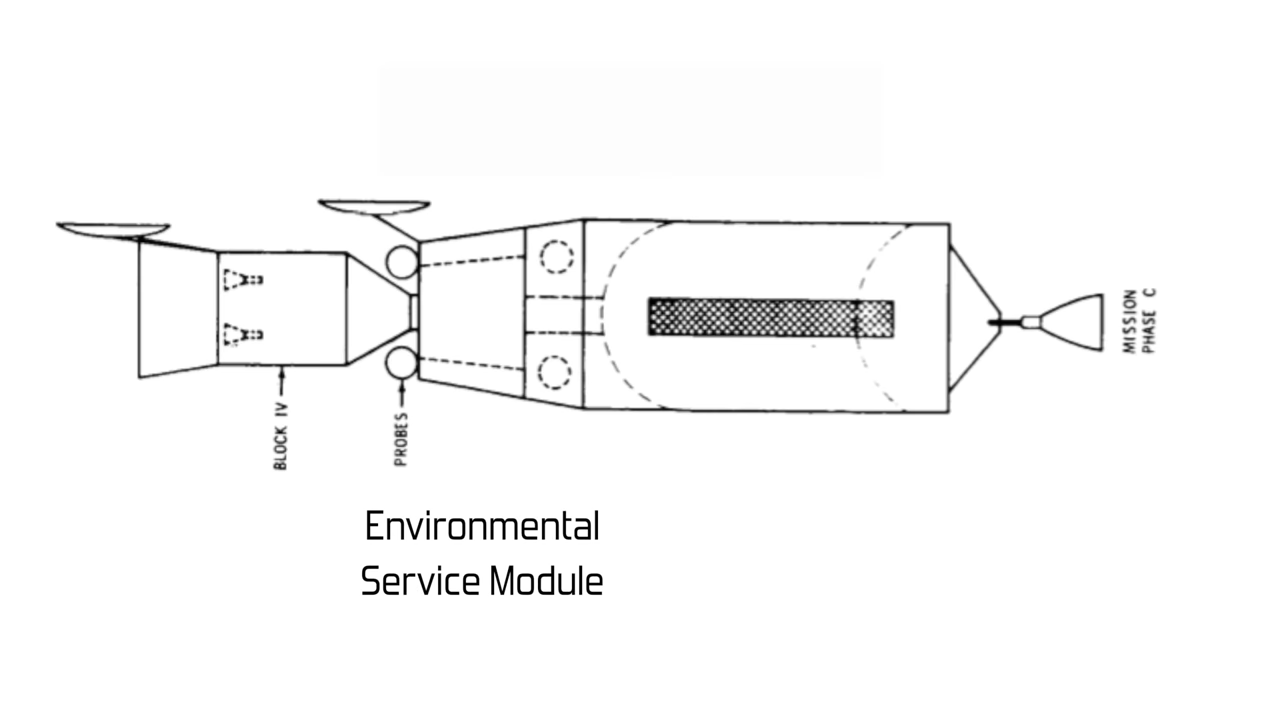 MISSION
PHASE C
BLOCK IV
PROBES
Environmental
Service Module